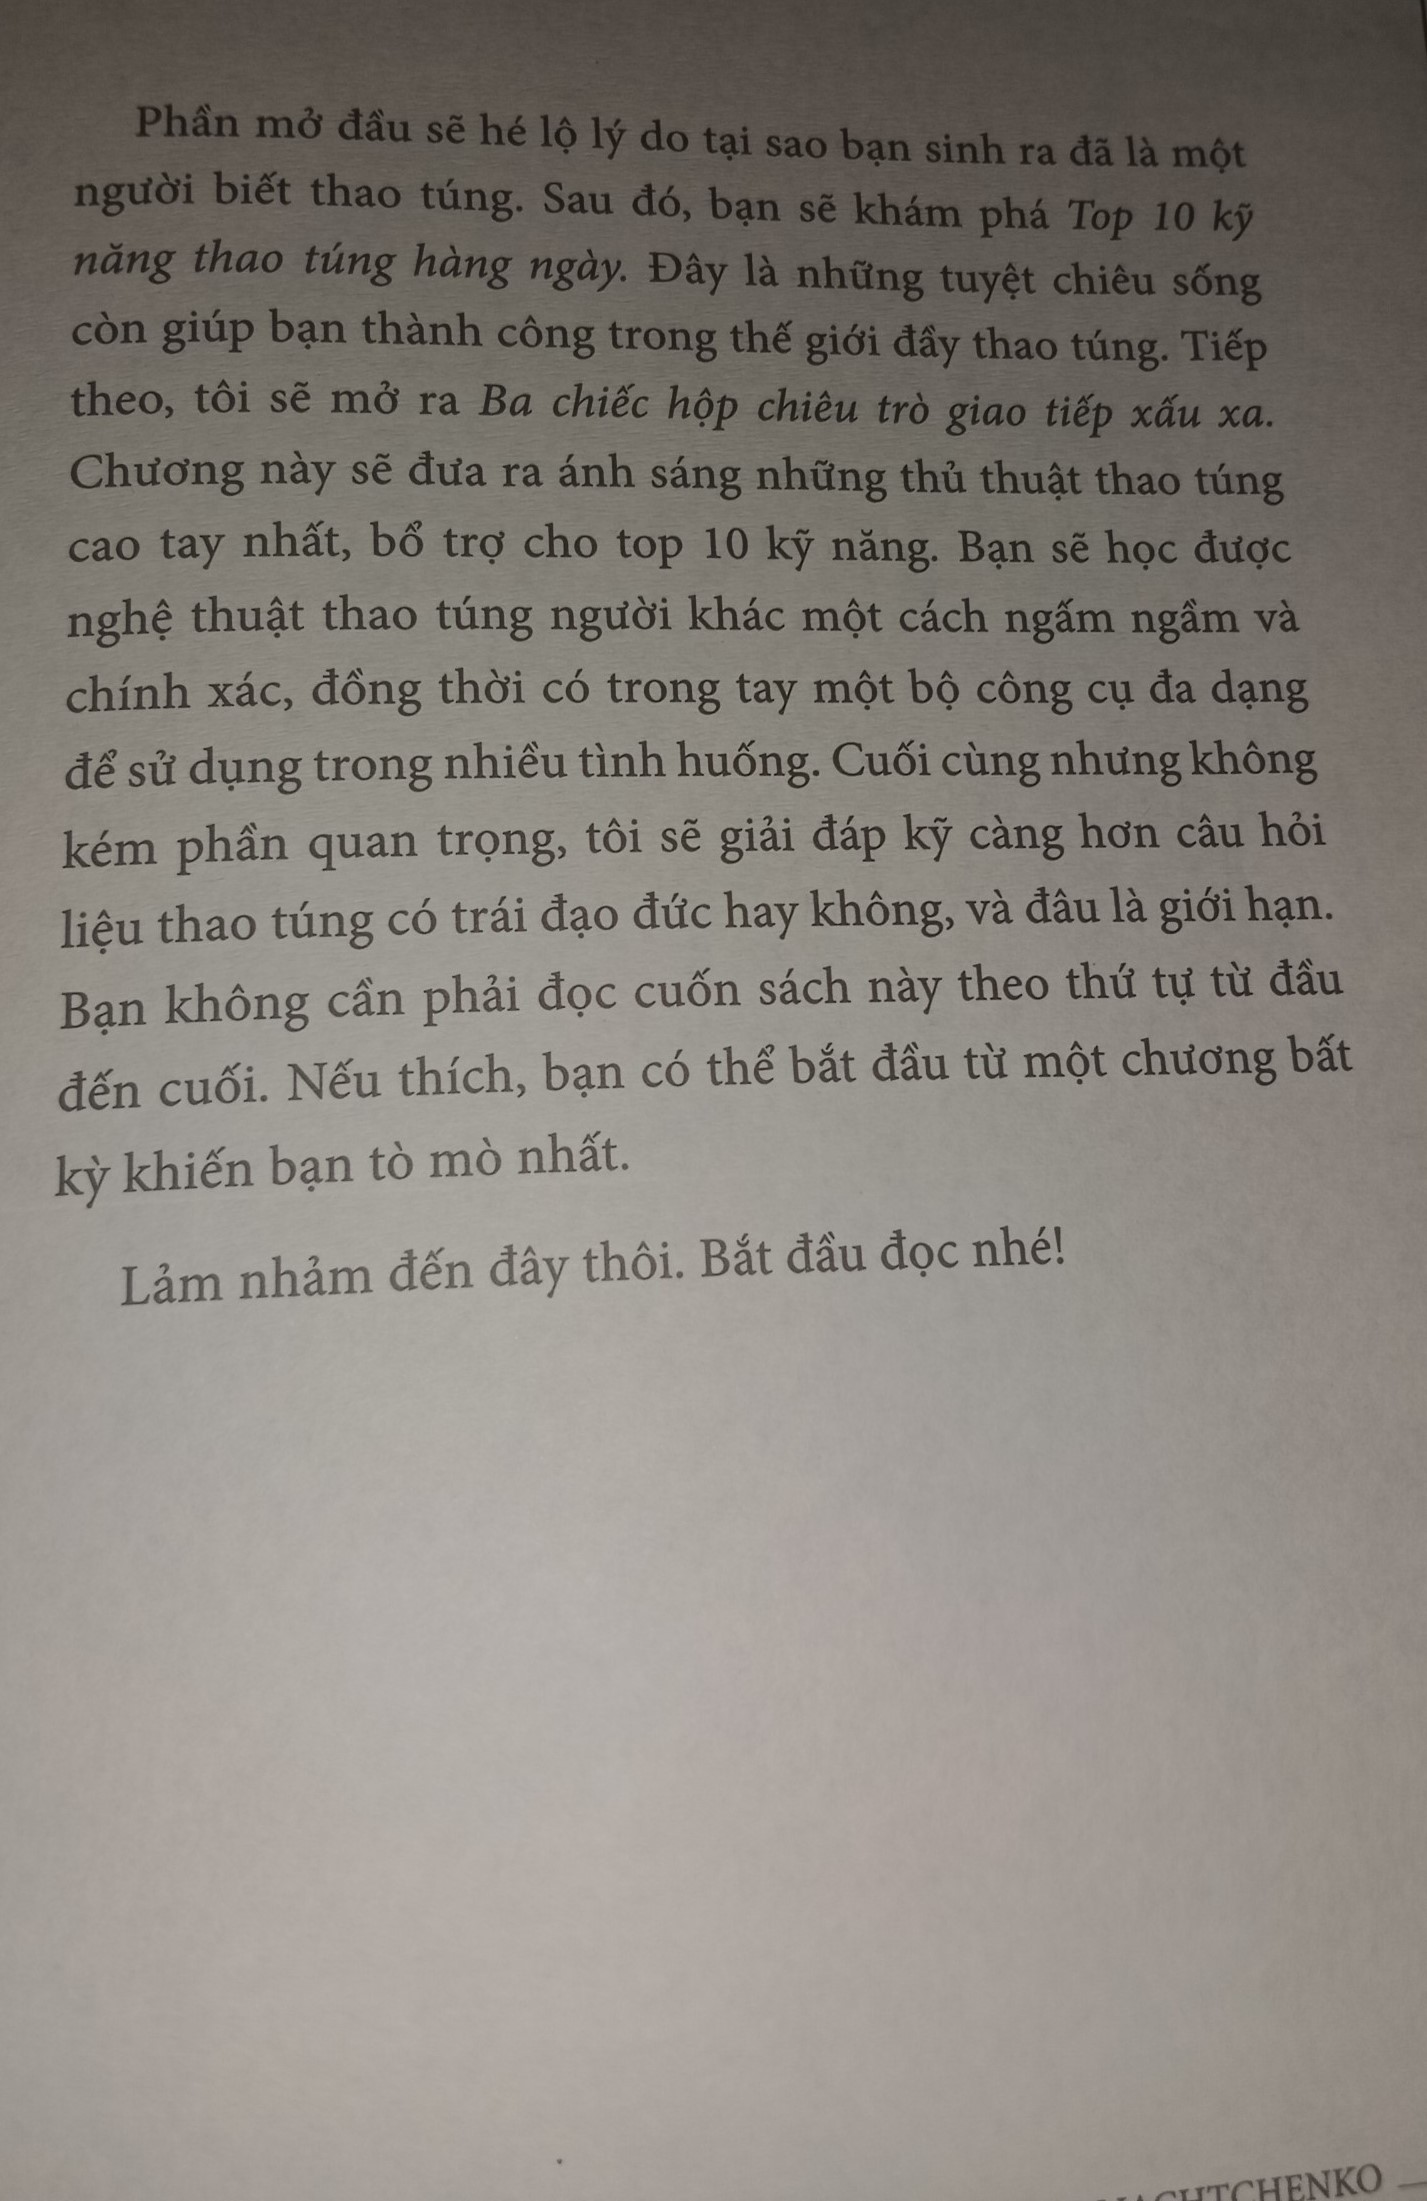 Phần mở đầu sẽ hé lộ lý do tại sao bạn sinh ra đã là một
người biết thao túng. Sau đó, bạn sẽ khám phá Top 10 kỹ
năng thao túng hàng ngày. Đây là những tuyệt chiêu sống
còn giúp bạn thành công trong thế giới đầy thao túng. Tiếp
theo, tôi sẽ mở ra Ba chiếc hộp chiêu trò giao tiếp xấu xa.
Chương này sẽ đưa ra ánh sáng những thủ thuật thao túng
cao tay nhất, bổ trợ cho top 10 kỹ năng. Bạn sẽ học được
nghệ thuật thao túng người khác một cách ngấm ngầm và
chính xác, đồng thời có trong tay một bộ công cụ đa dạng
để sử dụng trong nhiều tình huống. Cuối cùng nhưng không
kém phần quan trọng, tôi sẽ giải đáp kỹ càng hơn câu hỏi
liệu thao túng có trái đạo đức hay không, và đâu là giới hạn.
Bạn không cần phải đọc cuốn sách này theo thứ tự từ đầu
đến cuối. Nếu thích, bạn có thể bắt đầu từ một chương bất
kỳ khiến bạn tò mò nhất.
Lảm nhảm đến đây thôi. Bắt đầu đọc nhé!